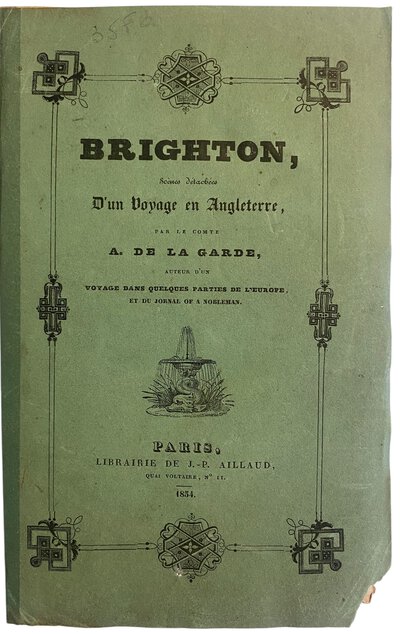 BRIGHTON,
Scènes détachées
D'un Voyage en Angleterre,
PAR LE COMTE
A. DE LA GARDE,
AUTEUR D'UN
VOYAGE DANS QUELQUES PARTIES DE L'EUROPE,
ET DU JORNAL OF A NOBLEMAN.
PARIS,
LIBRAIRIE DE J.-P. AILLAUD,
QUAI VOLTAIRE, N° 11.
1834.